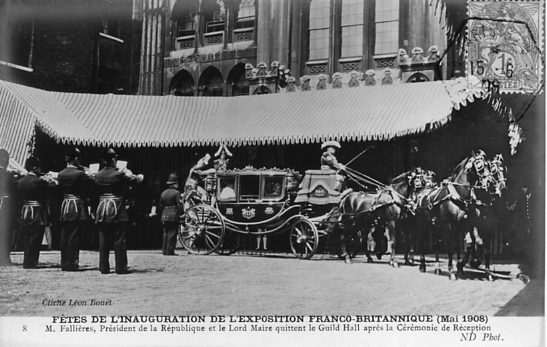 Cliché Léon Bouet
FÊTES DE L'INAUGURATION DE L'EXPOSITION FRANCO-BRITANNIQUE (Mai 1908)
8 M. Fallières, Président de la République et le Lord Maire quittent le Guild Hall après la Cérémonie de Réception
ND Phot.